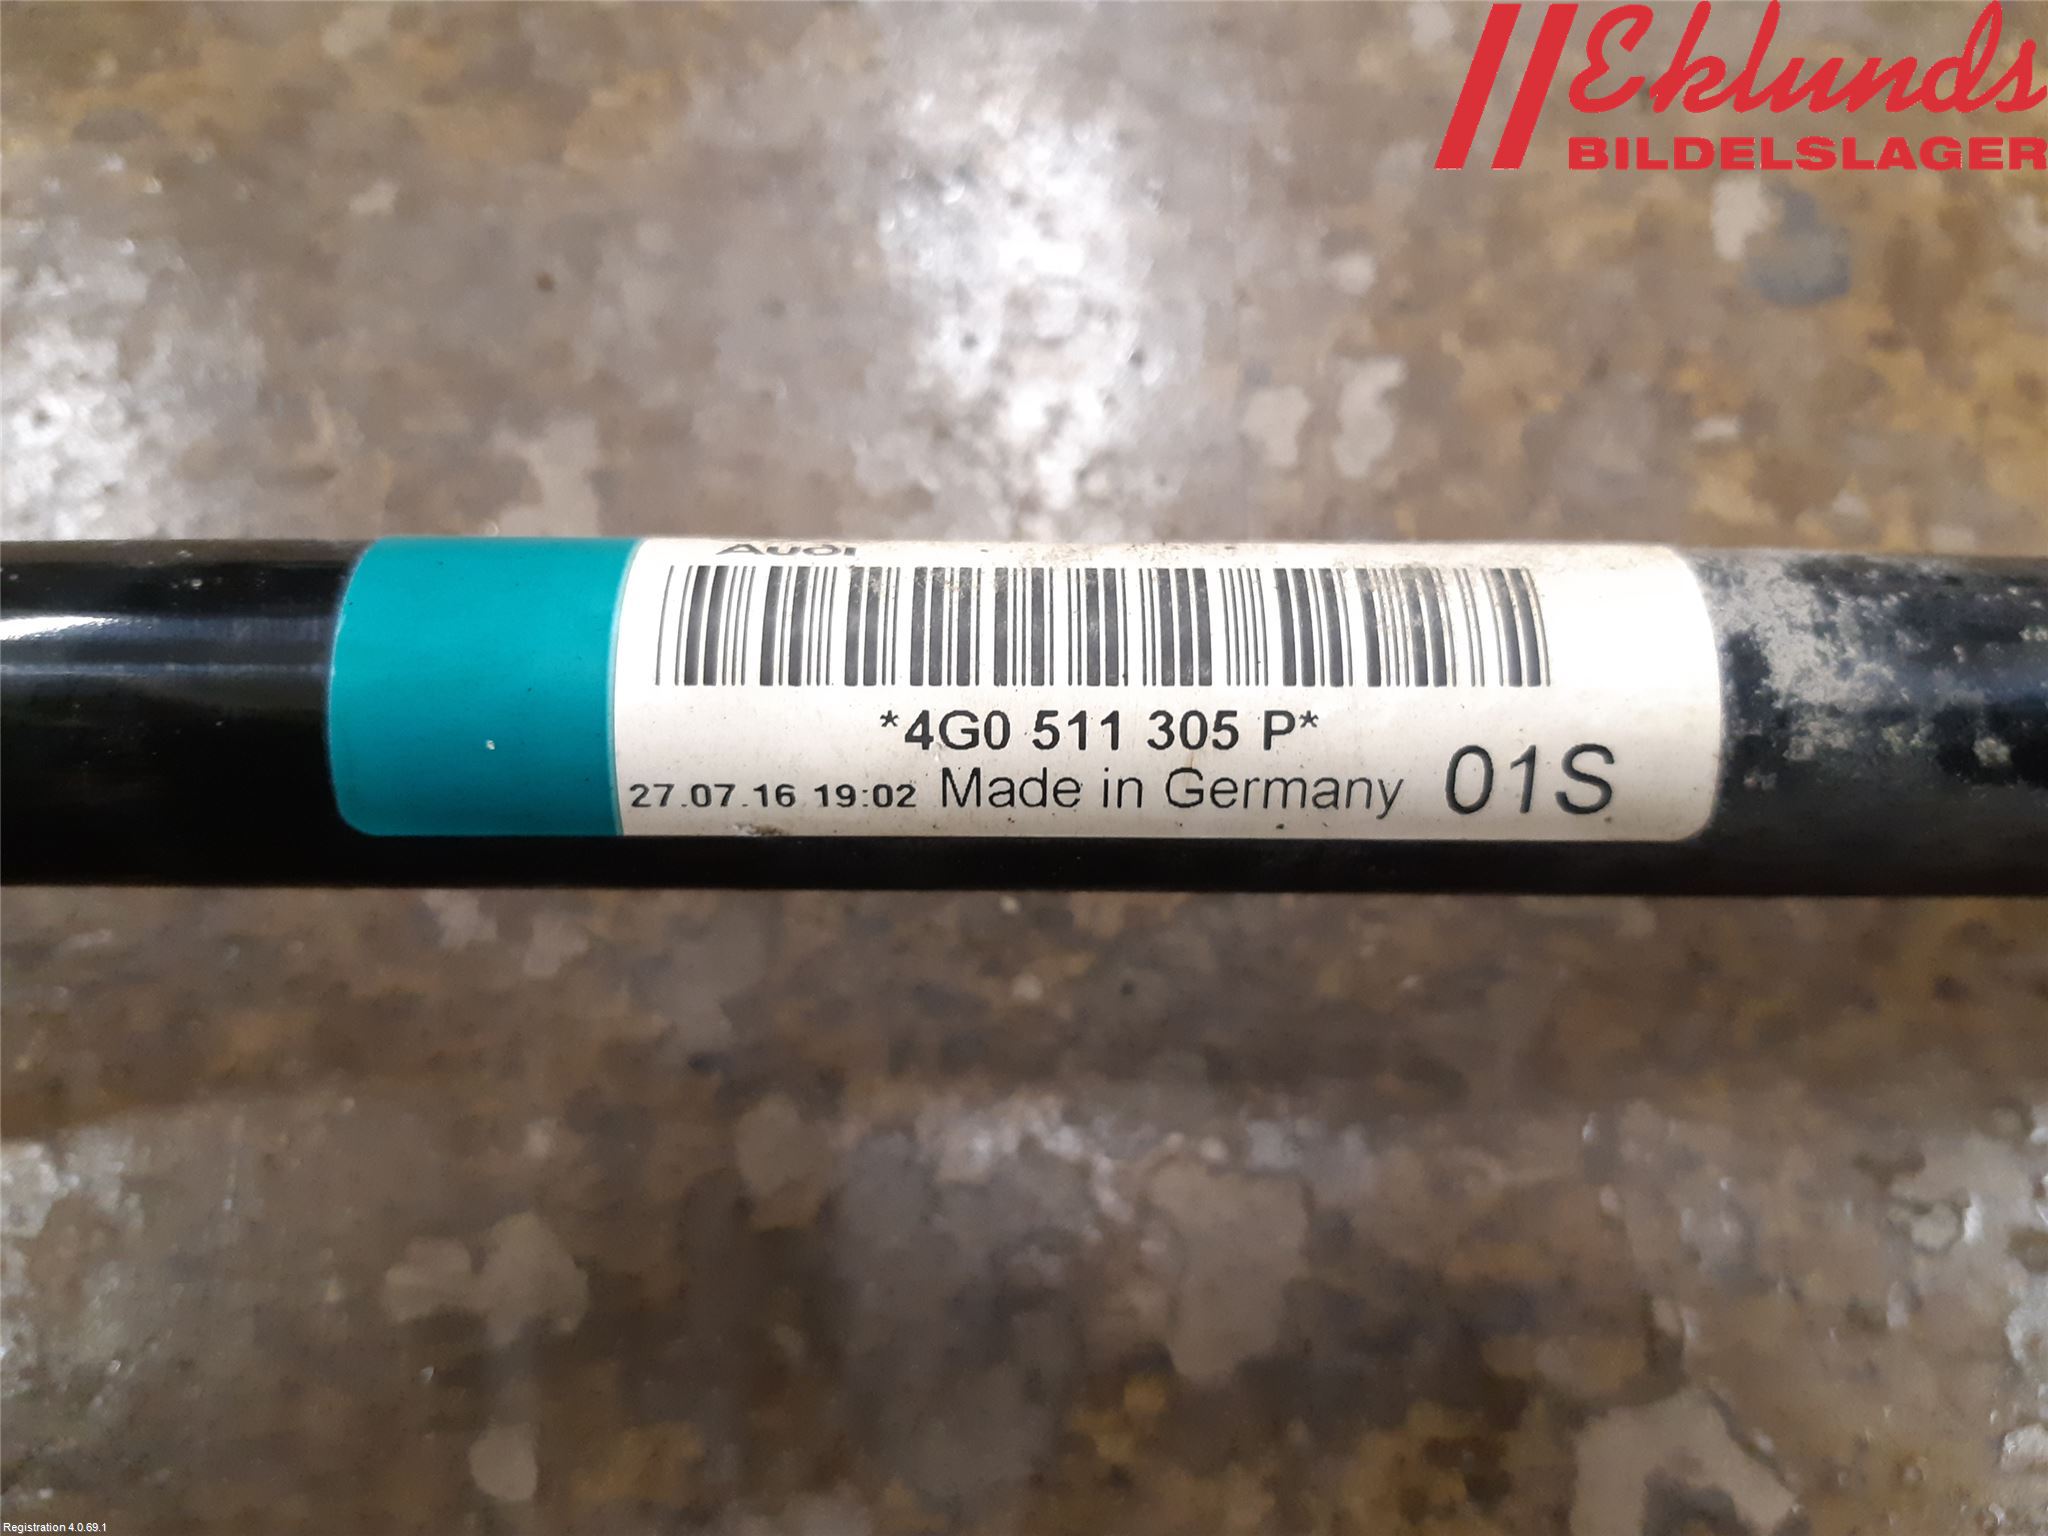 Eklunds
BILDELSLAGER
Audi
*4G0 511 305 P*
27.07.16 19:02 Made in Germany 01S
Registration 4.0.69.1